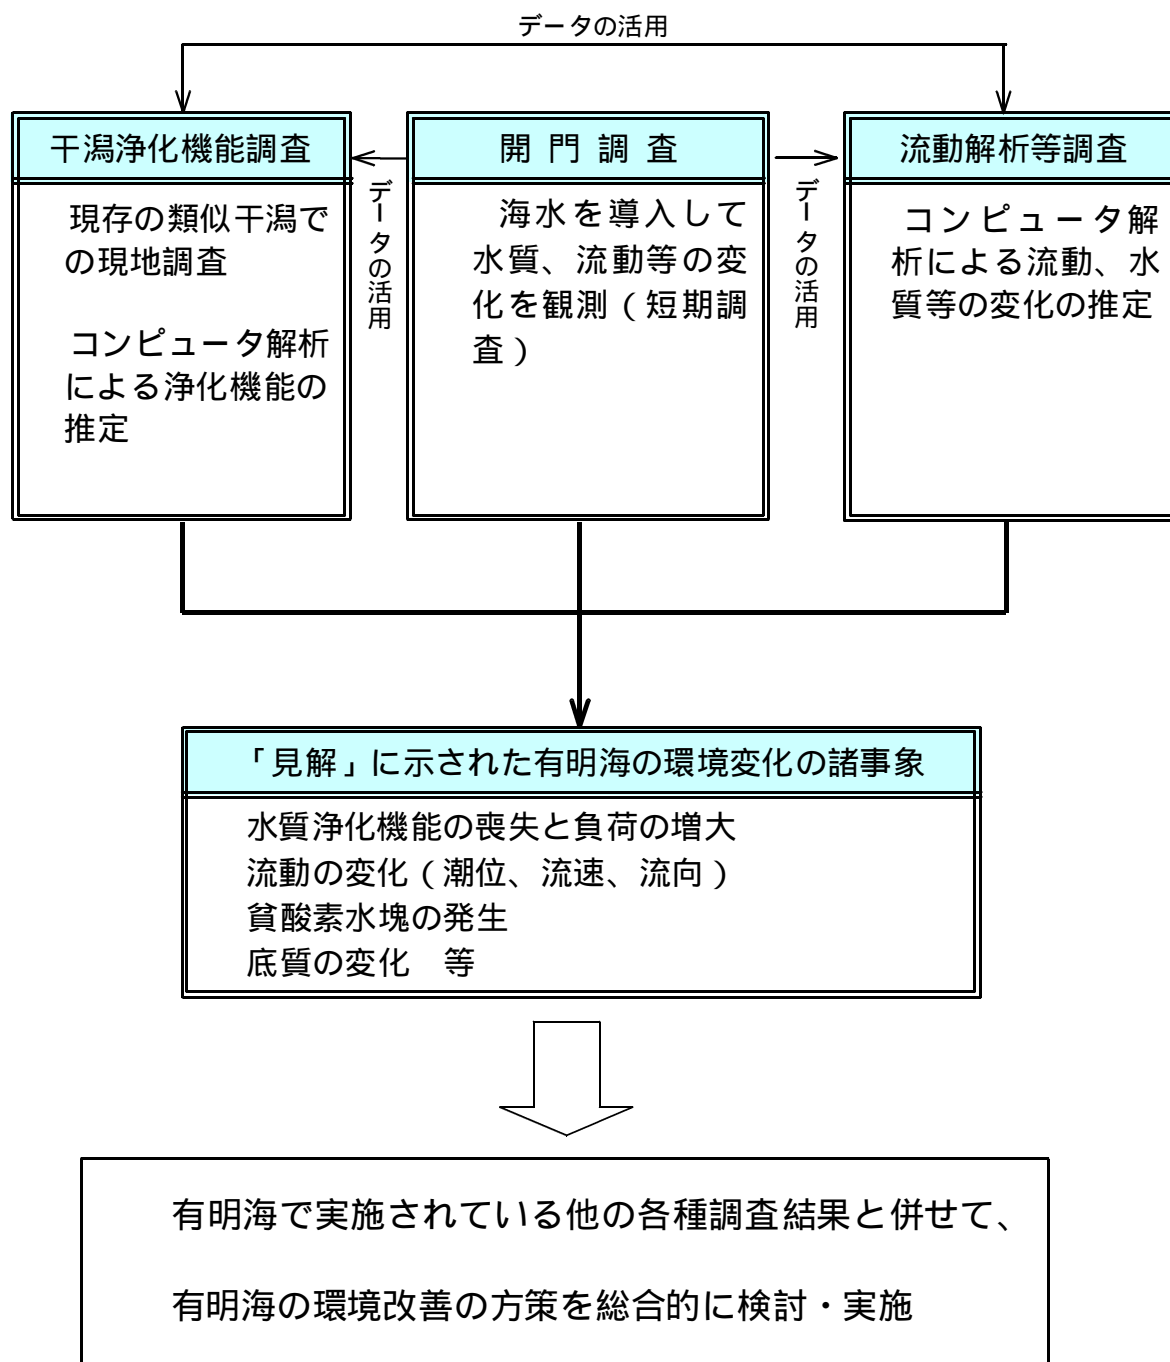 データの活用
干潟浄化機能調査
現存の類似干潟で
の現地調査
コンピュータ解析
による浄化機能の
推定
データの活用
開門調査
海水を導入して
水質、流動等の変
化を観測(短期調
査)
データの活用
流動解析等調査
コンピュータ解
析による流動、水
質等の変化の推定
「見解」に示された有明海の環境変化の諸事象
水質浄化機能の喪失と負荷の増大
流動の変化(潮位、流速、流向)
貧酸素水塊の発生
底質の変化 等
有明海で実施されている他の各種調査結果と併せて、
有明海の環境改善の方策を総合的に検討・実施